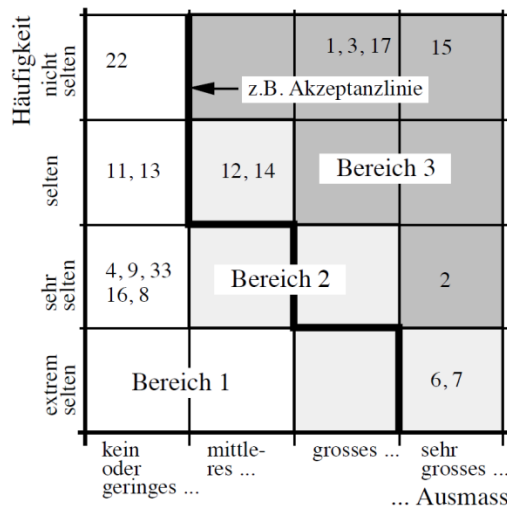 Häufigkeit
nicht
selten
22
1, 3, 17
15
z.B. Akzeptanzlinie
selten
11, 13
12, 14
Bereich 3
sehr
selten
4, 9, 33
16, 8
Bereich 2
2
extrem
selten
Bereich 1
6, 7
kein
oder
geringes ...
mittle-
res ...
grosses ...
sehr
grosses ...
... Ausmass